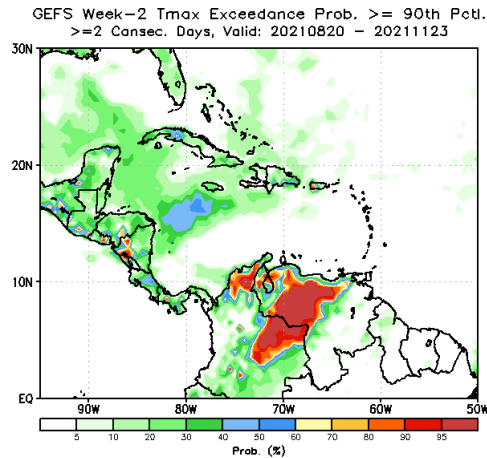 GEFS Week-2 Tmax Exceedance Prob. >= 90th Pctl.
>=2 Consec. Days, Valid: 20210820 - 20211123
30N
20N
10N
EQ
90W 80W 70W 60W 50W
5 10 20 30 40 50 60 70 80 90 95
Prob. (%)